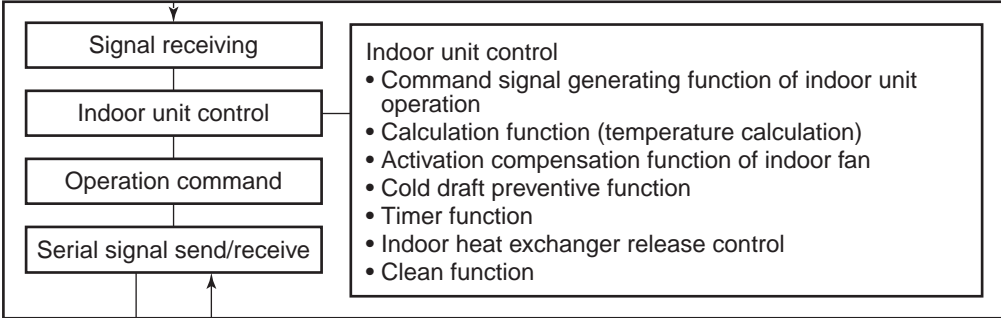 Signal receiving
Indoor unit control
Operation command
Serial signal send/receive
Indoor unit control
• Command signal generating function of indoor unit
operation
• Calculation function (temperature calculation)
• Activation compensation function of indoor fan
• Cold draft preventive function
• Timer function
• Indoor heat exchanger release control
• Clean function